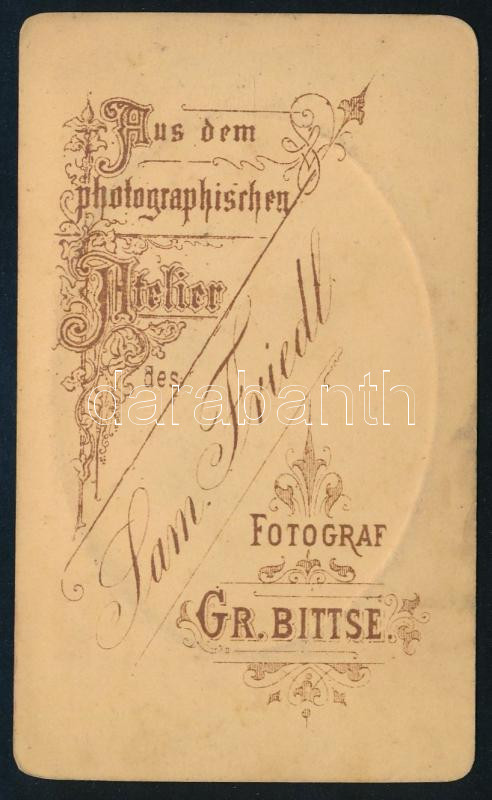 Aus dem
photographischen
Atelier
des
Sam. Friedl
FOTOGRAF
GR. BITTSE.
darabanth